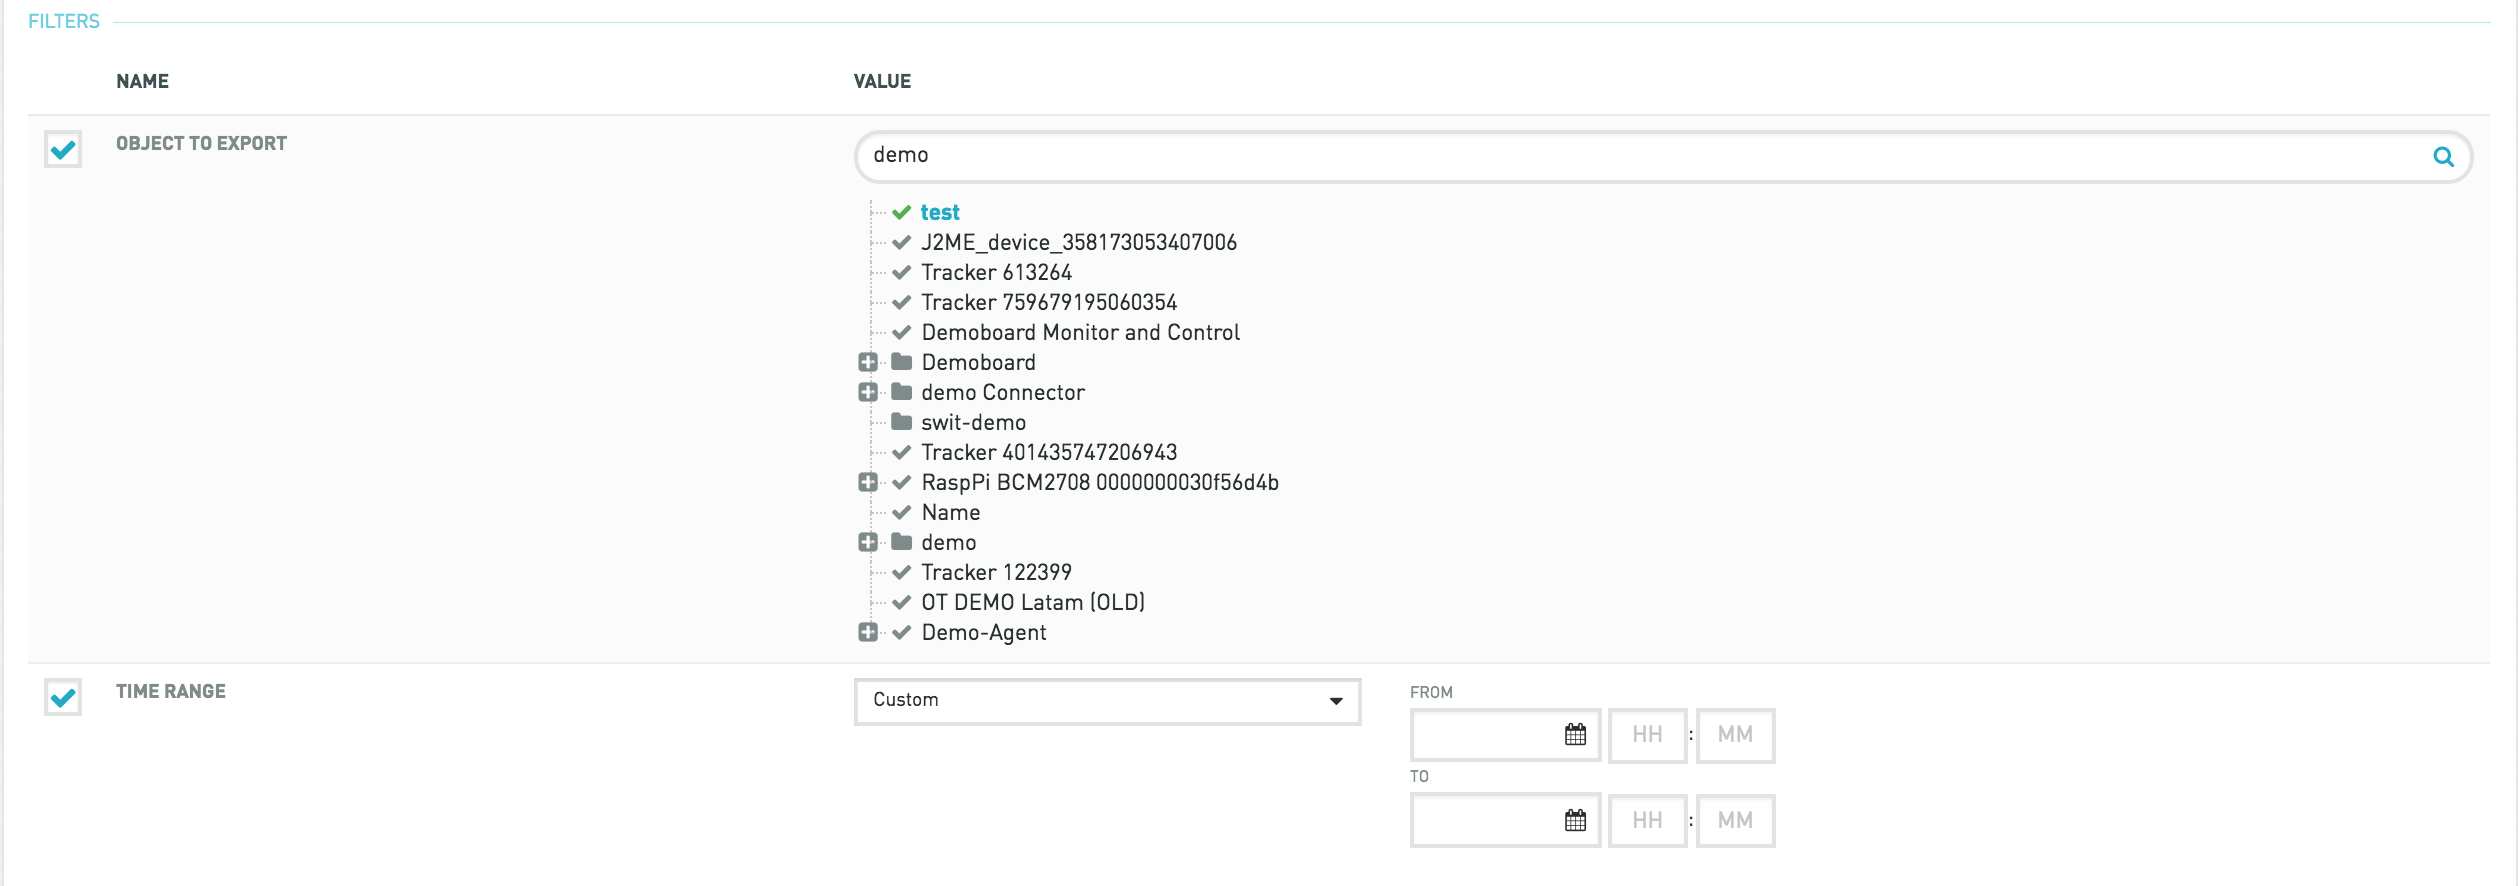 FILTERS
NAME VALUE
OBJECT TO EXPORT
demo
test
J2ME_device_358173053407006
Tracker 613264
Tracker 759679195060354
Demoboard Monitor and Control
Demoboard
demo Connector
swit-demo
Tracker 401435747206943
RaspPi BCM2708 0000000030f56d4b
Name
demo
Tracker 122399
OT DEMO Latam (OLD)
Demo-Agent
TIME RANGE
Custom
FROM
HH : MM
TO
HH : MM